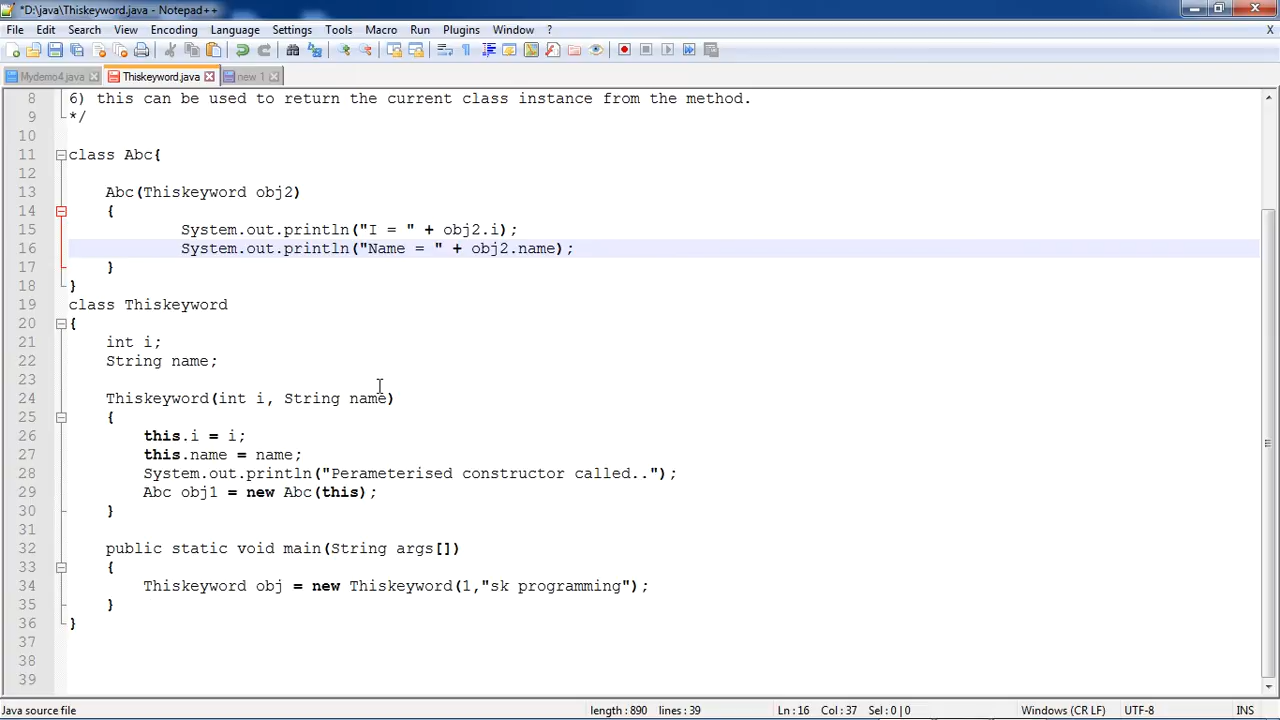 *D:\java\Thiskeyword.java - Notepad++
File Edit Search View Encoding Language Settings Tools Macro Run Plugins Window ? X
Mydemo4.java Thiskeyword.java new 1
8 6) this can be used to return the current class instance from the method.
9 */
10
11 class Abc{
12
13 Abc(Thiskeyword obj2)
14 {
15 System.out.println("I = " + obj2.i);
16 System.out.println("Name = " + obj2.name);
17 }
18 }
19 class Thiskeyword
20 {
21 int i;
22 String name;
23
24 Thiskeyword(int i, String name)
25 {
26 this.i = i;
27 this.name = name;
28 System.out.println("Perameterised constructor called..");
29 Abc obj1 = new Abc(this);
30 }
31
32 public static void main(String args[])
33 {
34 Thiskeyword obj = new Thiskeyword(1,"sk programming");
35 }
36 }
37
38
39
Java source file length : 890 lines : 39 Ln : 16 Col : 37 Sel : 0 | 0 Windows (CR LF) UTF-8 INS